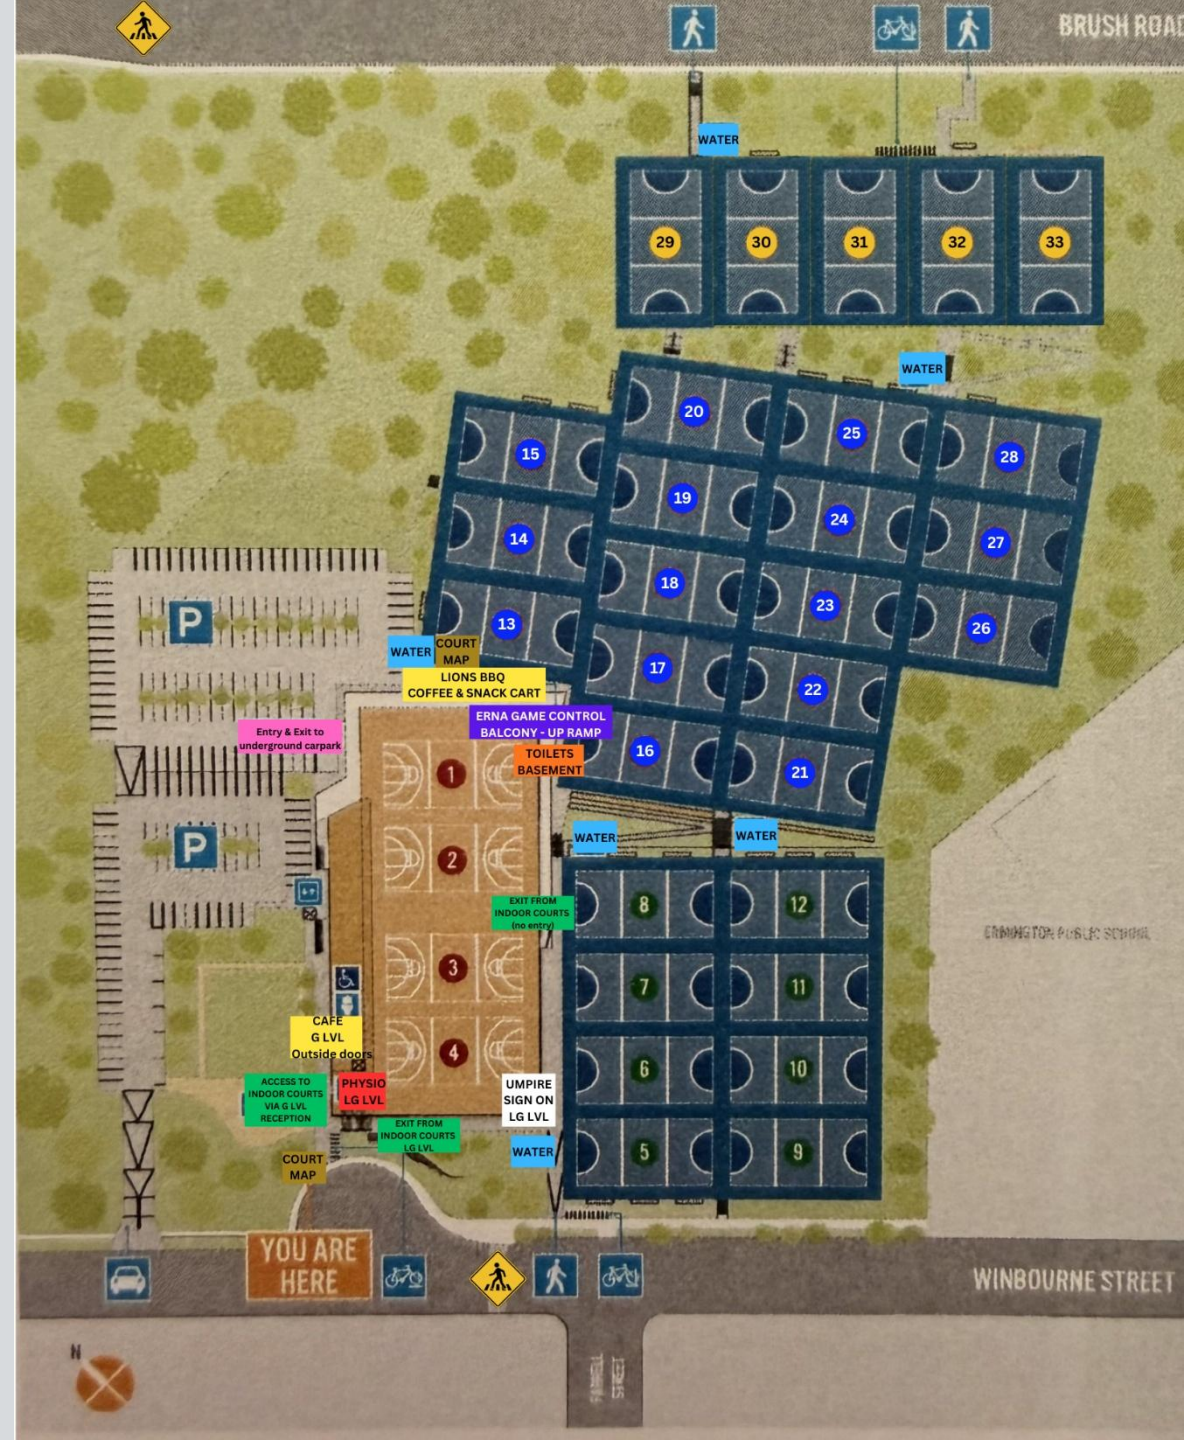 BRUSH ROAD
WATER
29
30
31
32
33
WATER
20
25
28
15
19
24
27
14
18
23
26
13
17
22
WATER
COURT
MAP
LIONS BBQ
COFFEE & SNACK CART
ERNA GAME CONTROL
BALCONY - UP RAMP
16
21
TOILETS
BASEMENT
P
Entry & Exit to
underground carpark
1
2
3
4
P
WATER
WATER
EXIT FROM
INDOOR COURTS
(no entry)
8
12
7
11
6
10
5
9
ERMINGTON PUBLIC SCHOOL
CAFE
G LVL
Outside doors
ACCESS TO
INDOOR COURTS
VIA G LVL
RECEPTION
PHYSIO
LG LVL
UMPIRE
SIGN ON
LG LVL
EXIT FROM
INDOOR COURTS
LG LVL
WATER
COURT
MAP
YOU ARE
HERE
WINBOURNE STREET
N
FARRELL
STREET